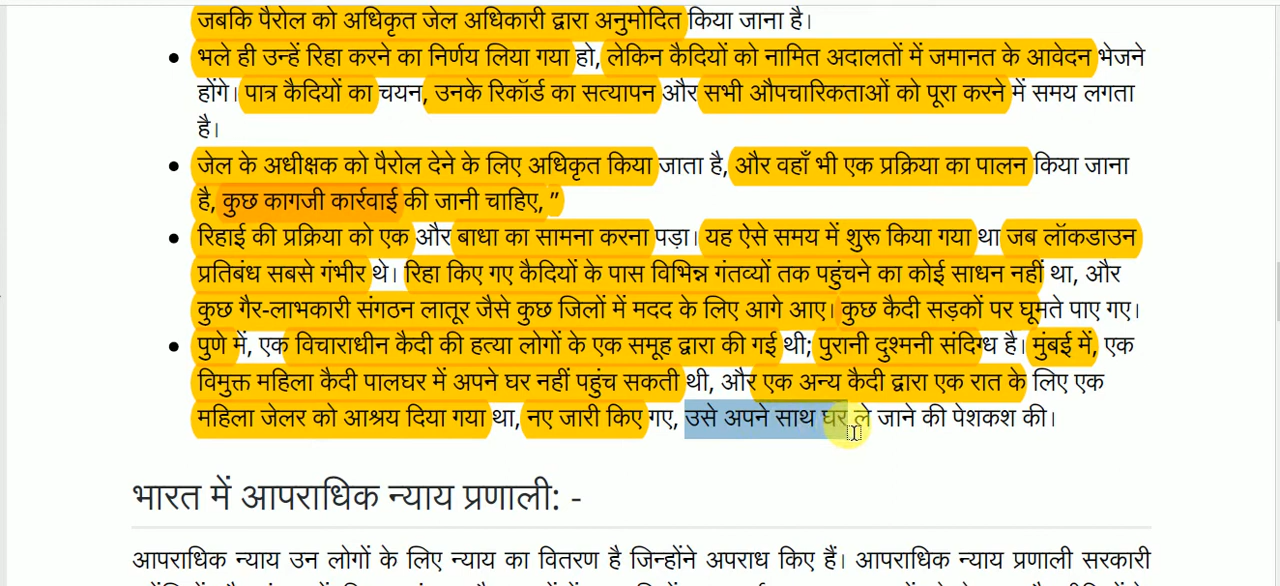 जबकि पैरोल को अधिकृत जेल अधिकारी द्वारा अनुमोदित किया जाना है।
• भले ही उन्हें रिहा करने का निर्णय लिया गया हो, लेकिन कैदियों को नामित अदालतों में जमानत के आवेदन भेजने
होंगे। पात्र कैदियों का चयन, उनके रिकॉर्ड का सत्यापन और सभी औपचारिकताओं को पूरा करने में समय लगता
है।
• जेल के अधीक्षक को पैरोल देने के लिए अधिकृत किया जाता है, और वहाँ भी एक प्रक्रिया का पालन किया जाना
है, कुछ कागजी कार्रवाई की जानी चाहिए, ”
• रिहाई की प्रक्रिया को एक और बाधा का सामना करना पड़ा। यह ऐसे समय में शुरू किया गया था जब लॉकडाउन
प्रतिबंध सबसे गंभीर थे। रिहा किए गए कैदियों के पास विभिन्न गंतव्यों तक पहुंचने का कोई साधन नहीं था, और
कुछ गैर-लाभकारी संगठन लातूर जैसे कुछ जिलों में मदद के लिए आगे आए। कुछ कैदी सड़कों पर घूमते पाए गए।
• पुणे में, एक विचाराधीन कैदी की हत्या लोगों के एक समूह द्वारा की गई थी; पुरानी दुश्मनी संदिग्ध है। मुंबई में, एक
विमुक्त महिला कैदी पालघर में अपने घर नहीं पहुंच सकती थी, और एक अन्य कैदी द्वारा एक रात के लिए एक
महिला जेलर को आश्रय दिया गया था, नए जारी किए गए, उसे अपने साथ घर ले जाने की पेशकश की।
भारत में आपराधिक न्याय प्रणाली: -
आपराधिक न्याय उन लोगों के लिए न्याय का वितरण है जिन्होंने अपराध किए हैं। आपराधिक न्याय प्रणाली सरकारी